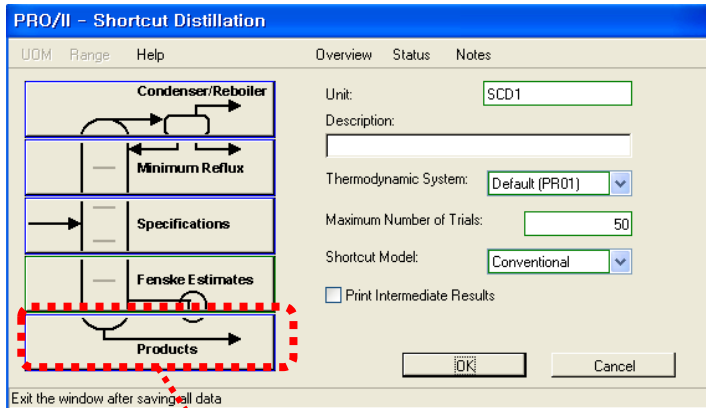 PRO/II - Shortcut Distillation
UOM Range Help Overview Status Notes
Condenser/Reboiler
Minimum Reflux
Specifications
Fenske Estimates
Products
Unit: SCD1
Description:
Thermodynamic System: Default (PR01)
Maximum Number of Trials: 50
Shortcut Model: Conventional
Print Intermediate Results
OK Cancel
Exit the window after saving all data